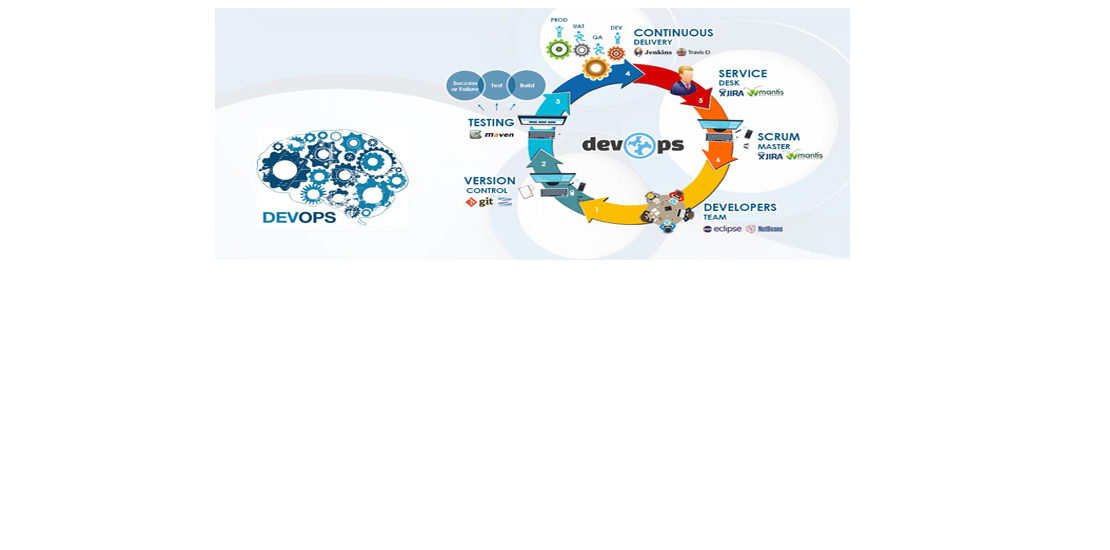 PROD
UAT
QA
DEV
CONTINUOUS
DELIVERY
Jenkins
Travis CI
Success
or Failure
Test
Build
TESTING
maven
VERSION
CONTROL
git
DEVOPS
devops
1
2
3
4
5
6
SERVICE
DESK
JIRA
mantis
SCRUM
MASTER
JIRA
mantis
DEVELOPERS
TEAM
eclipse
NetBeans